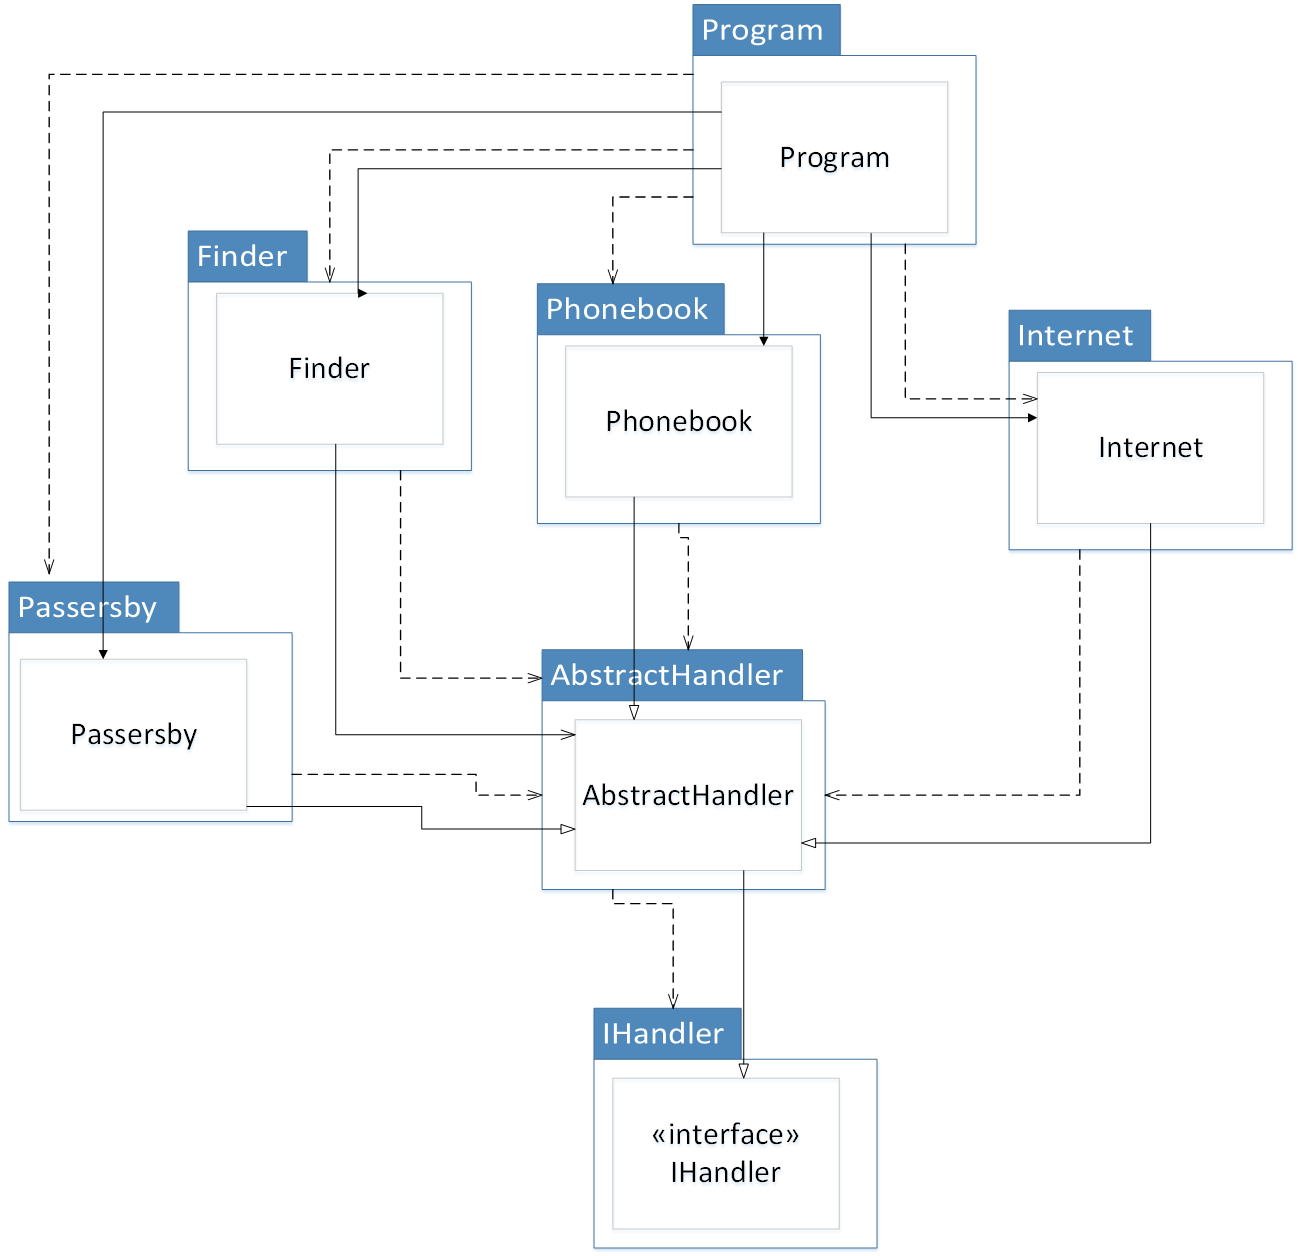 Program
Program
Finder
Finder
Phonebook
Phonebook
Internet
Internet
Passersby
Passersby
AbstractHandler
AbstractHandler
IHandler
«interface»
IHandler